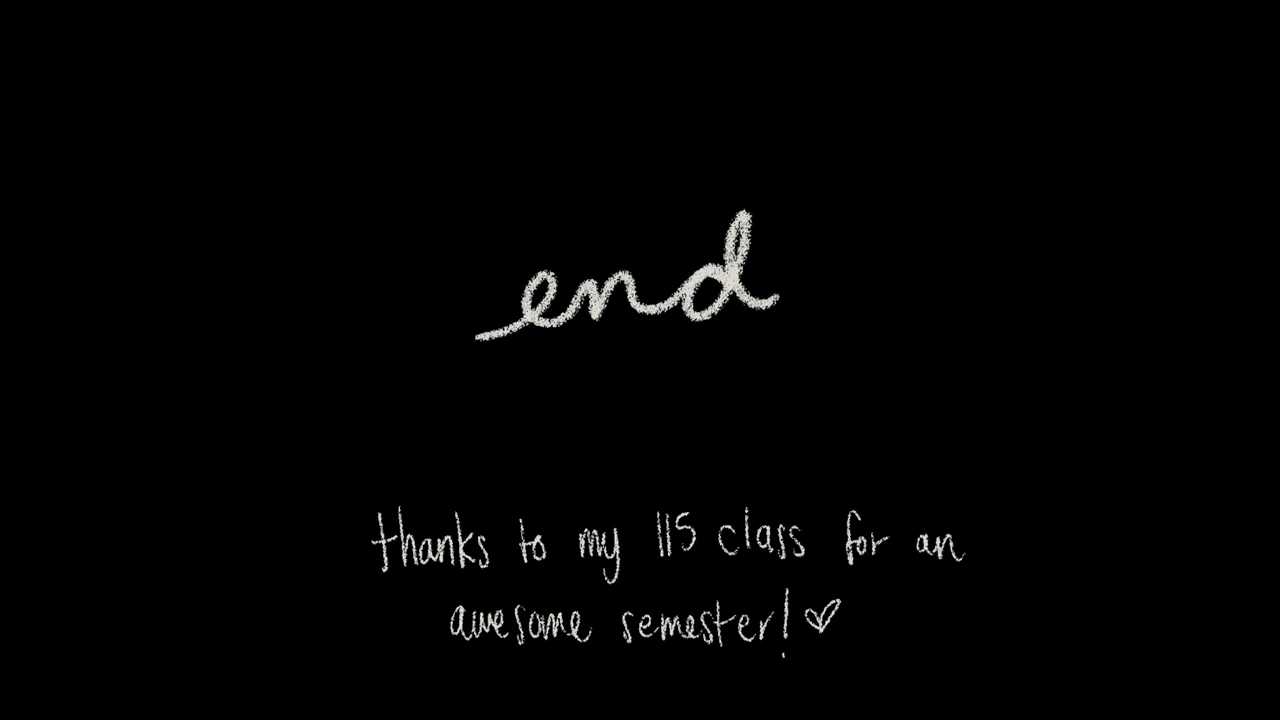 end
thanks to my 115 class for an
awesome semester! ♡